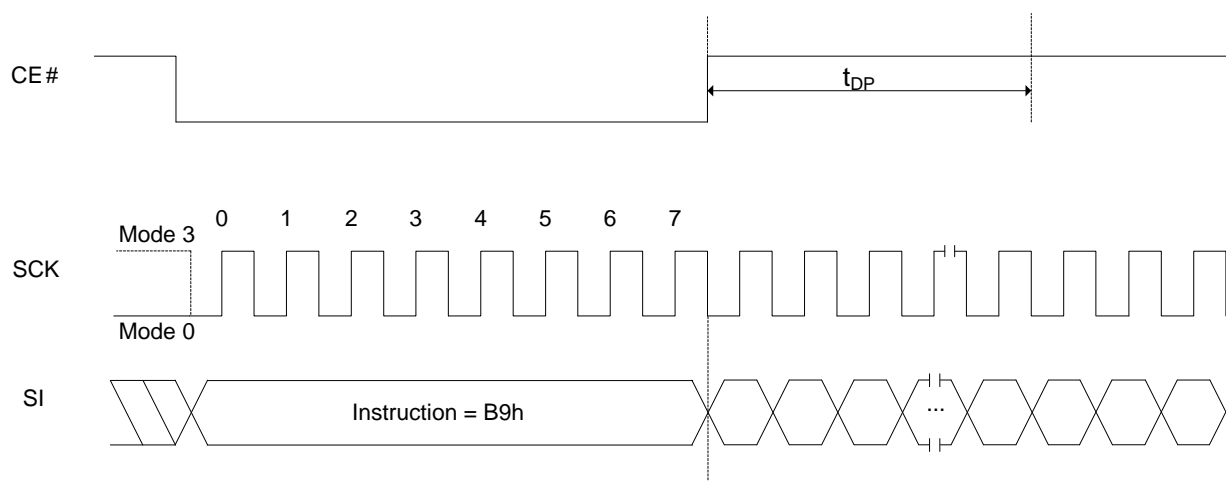 CE#
tDP
0 1 2 3 4 5 6 7
Mode 3
SCK
Mode 0
SI
Instruction = B9h
...